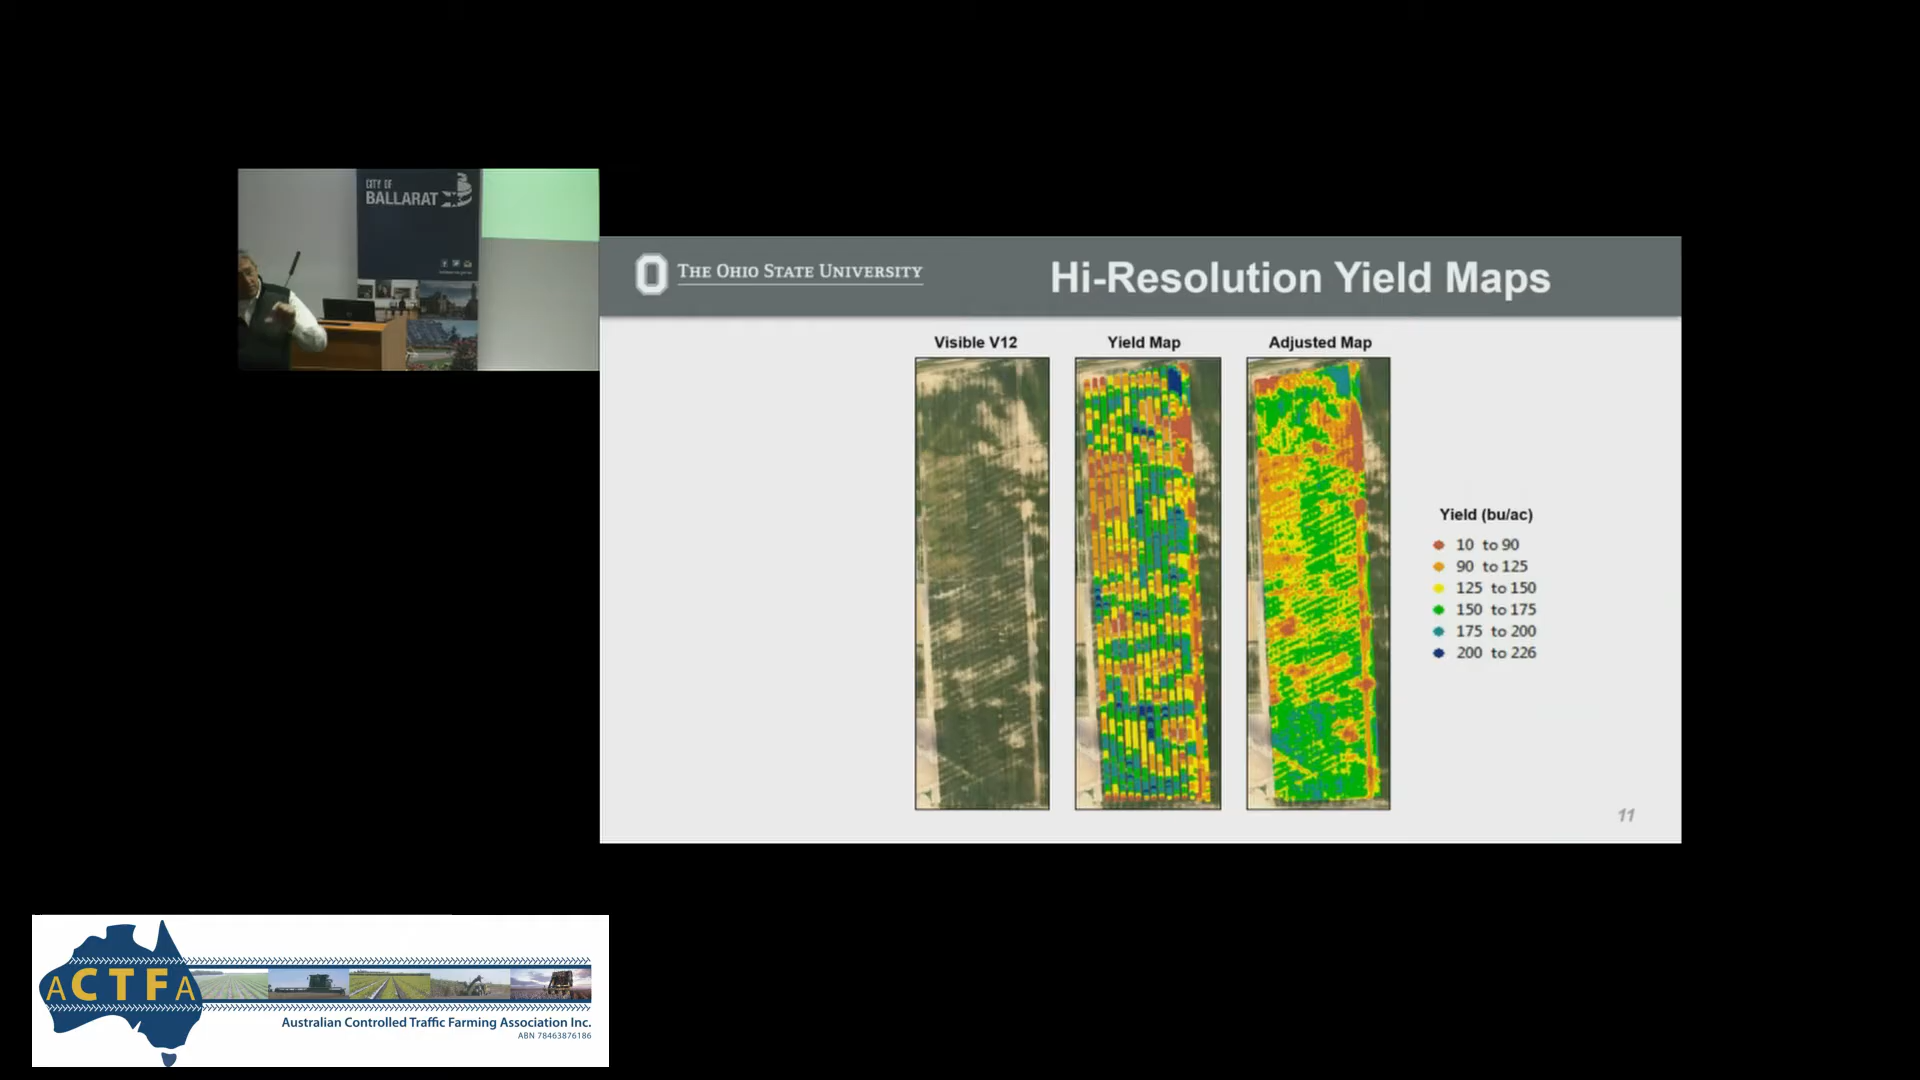 CITY OF
BALLARAT
THE OHIO STATE UNIVERSITY
Hi-Resolution Yield Maps
Visible V12
Yield Map
Adjusted Map
Yield (bu/ac)
10 to 90
90 to 125
125 to 150
150 to 175
175 to 200
200 to 226
11
ACTFA
Australian Controlled Traffic Farming Association Inc.
ABN 78463876186